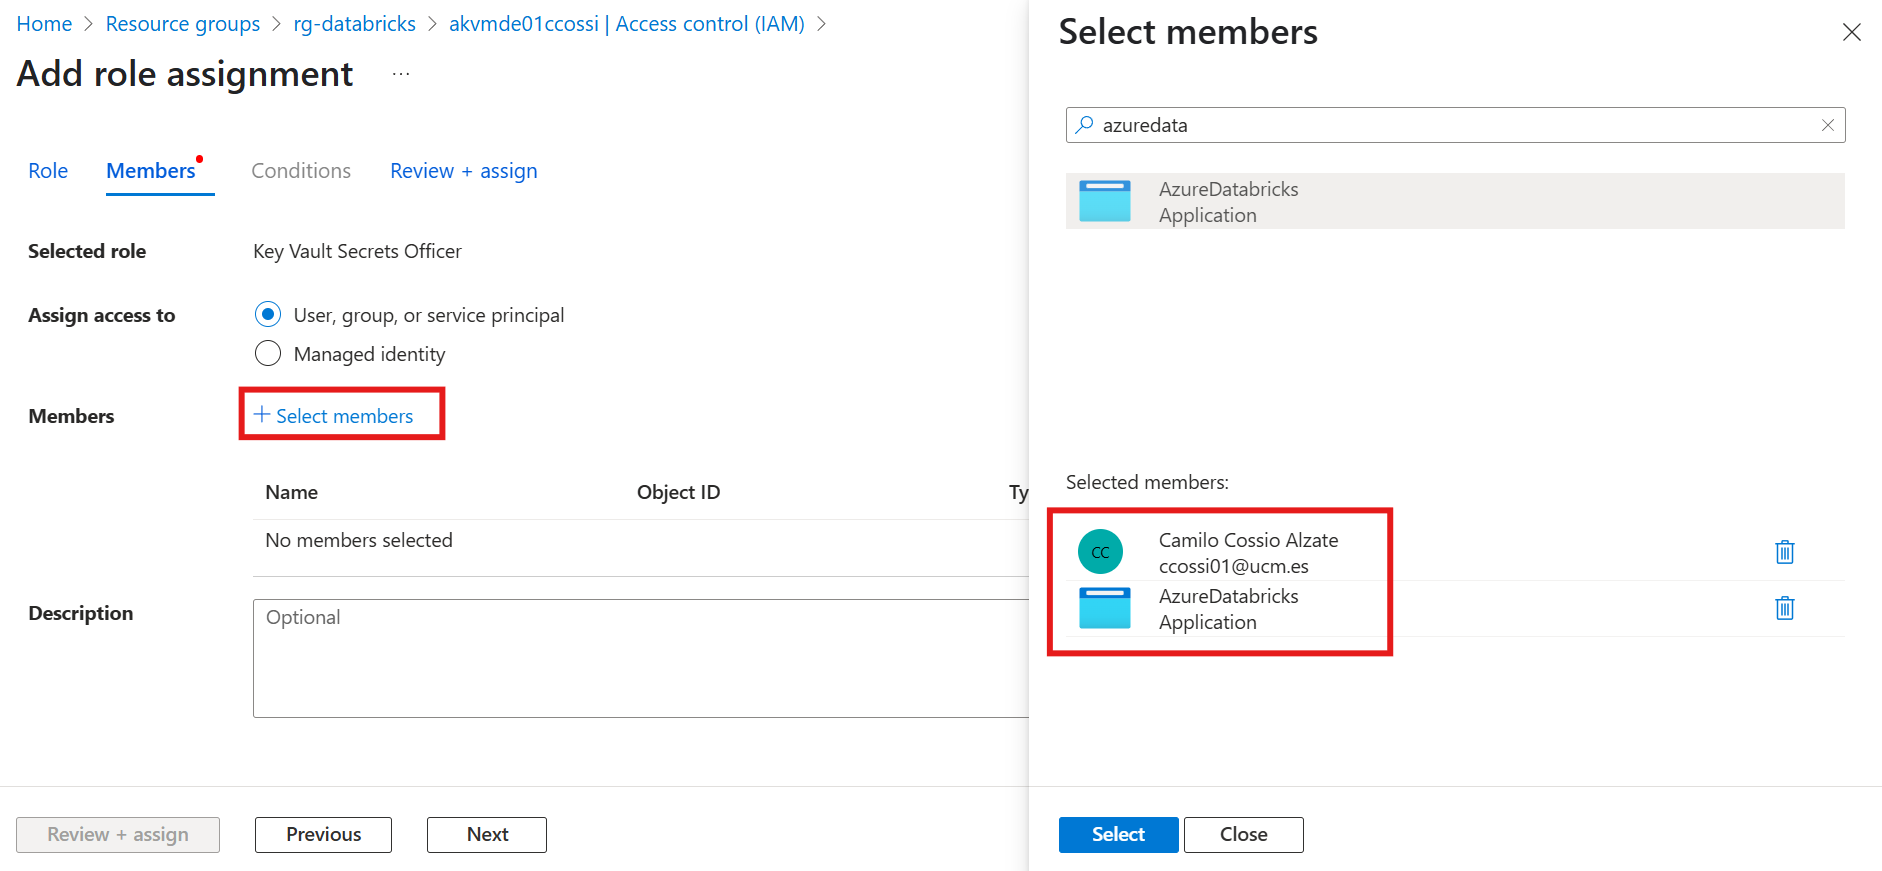 Home > Resource groups > rg-databricks > akvmde01ccossi | Access control (IAM) >
Add role assignment ...
Role Members Conditions Review + assign
Selected role Key Vault Secrets Officer
Assign access to User, group, or service principal
Managed identity
Members + Select members
Name Object ID Ty
No members selected
Description Optional
Review + assign Previous Next
Select members
azuredata
AzureDatabricks
Application
Selected members:
CC Camilo Cossio Alzate
ccossi01@ucm.es
AzureDatabricks
Application
Select Close